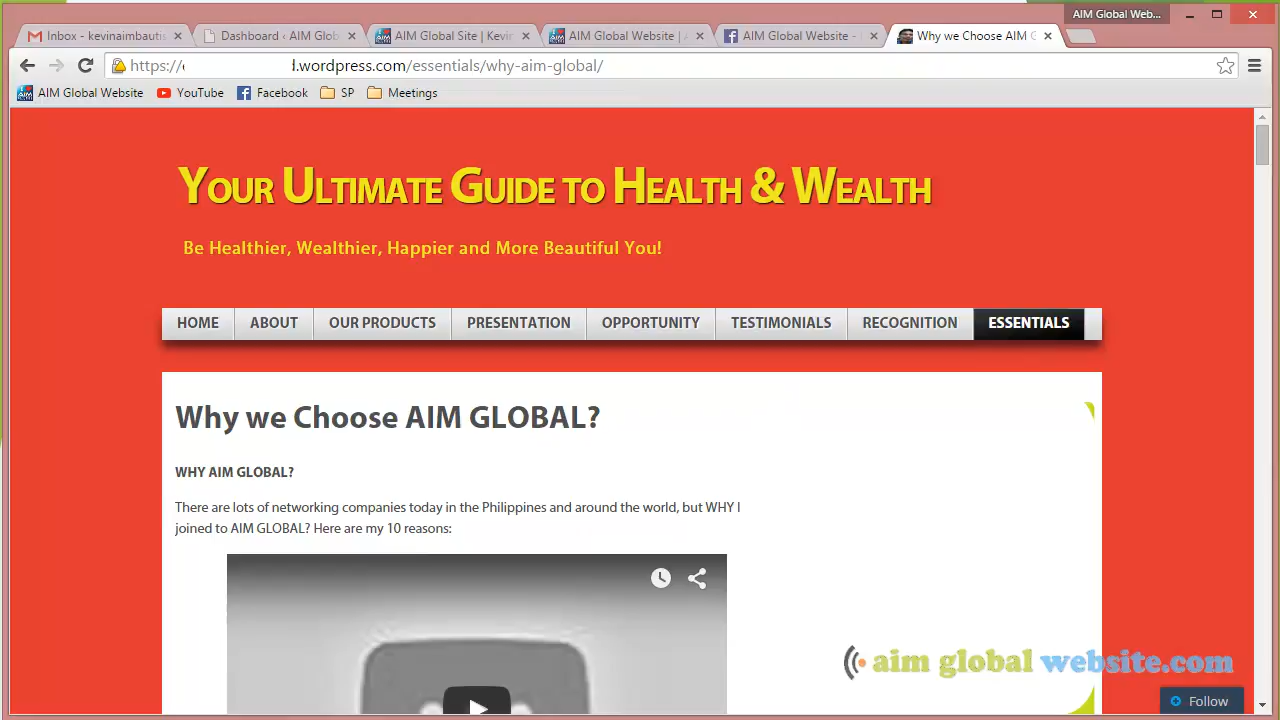 AIM Global Web...
Inbox - kevinaimbautis
Dashboard ‹ AIM Glob
AIM Global Site | Kevin
AIM Global Website | A
AIM Global Website -
Why we Choose AIM G
https://
.wordpress.com/essentials/why-aim-global/
AIM Global Website
YouTube
Facebook
SP
Meetings
Your Ultimate Guide to Health & Wealth
Be Healthier, Wealthier, Happier and More Beautiful You!
HOME
ABOUT
OUR PRODUCTS
PRESENTATION
OPPORTUNITY
TESTIMONIALS
RECOGNITION
ESSENTIALS
Why we Choose AIM GLOBAL?
WHY AIM GLOBAL?
There are lots of networking companies today in the Philippines and around the world, but WHY I
joined to AIM GLOBAL? Here are my 10 reasons:
aim global website.com
Follow